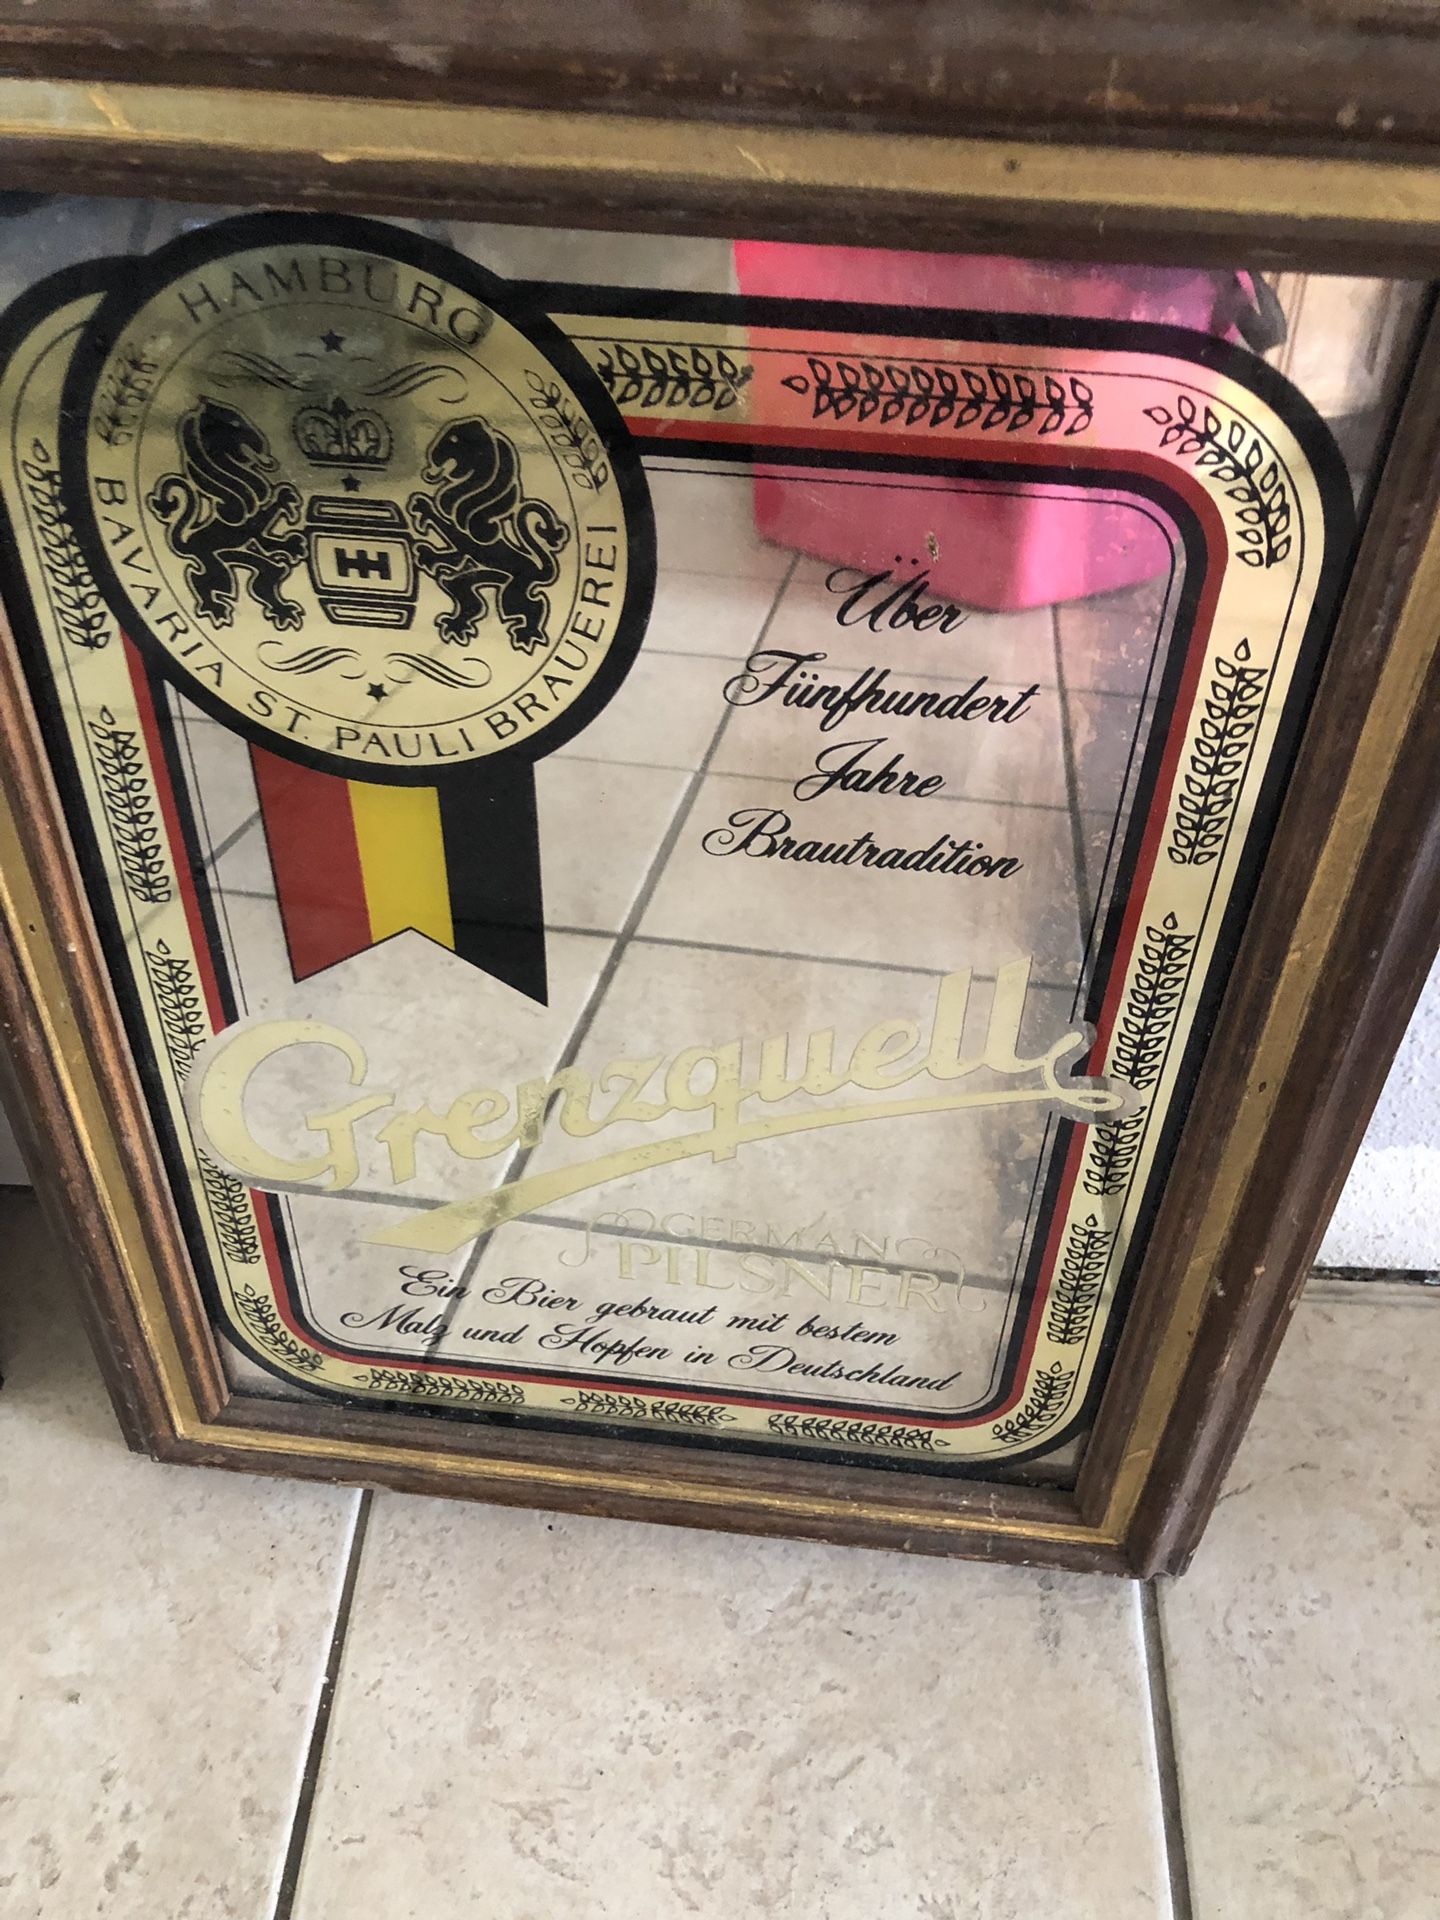 HAMBURG
BAVARIA ST. PAULI BRAUEREI
Über
Fünfhundert
Jahre
Brautradition
Grenzquell
GERMAN
PILSNER
Ein Bier gebraut mit bestem
Malz und Hopfen in Deutschland